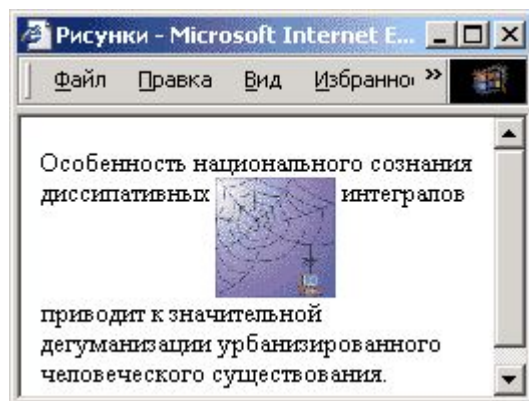 Рисунки - Microsoft Internet E...
Файл Правка Вид Избранно »
Особенность национального сознания
диссипативных интегралов
приводит к значительной
дегуманизации урбанизированного
человеческого существования.